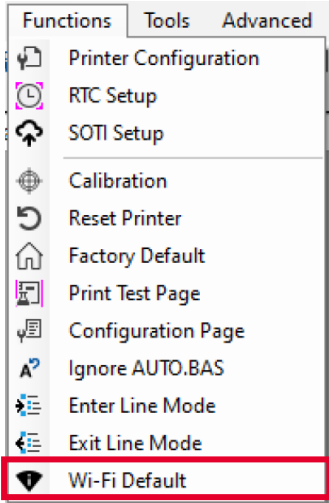 Functions Tools Advanced
Printer Configuration
RTC Setup
SOTI Setup
Calibration
Reset Printer
Factory Default
Print Test Page
Configuration Page
Ignore AUTO.BAS
Enter Line Mode
Exit Line Mode
Wi-Fi Default